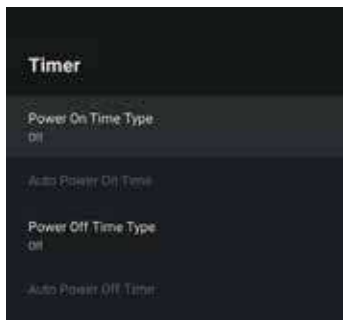 Timer
Power On Time Type
Off
Auto Power On Time
Power Off Time Type
Off
Auto Power Off Time